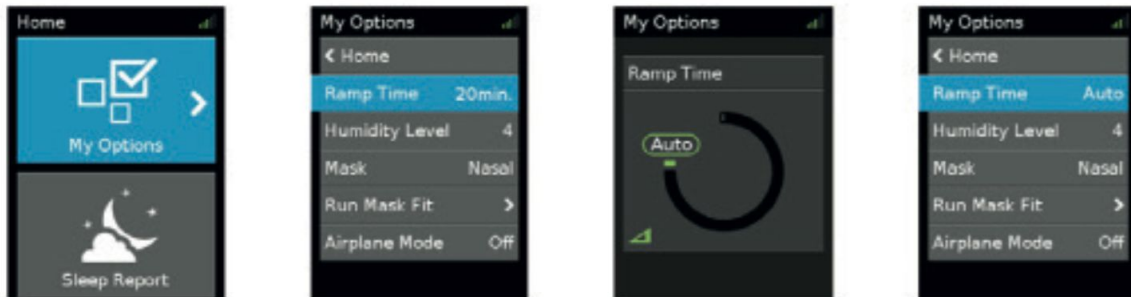 Home
My Options
Sleep Report
My Options
Home
Ramp Time 20min.
Humidity Level 4
Mask Nasal
Run Mask Fit
Airplane Mode Off
My Options
Ramp Time
Auto
My Options
Home
Ramp Time Auto
Humidity Level 4
Mask Nasal
Run Mask Fit
Airplane Mode Off